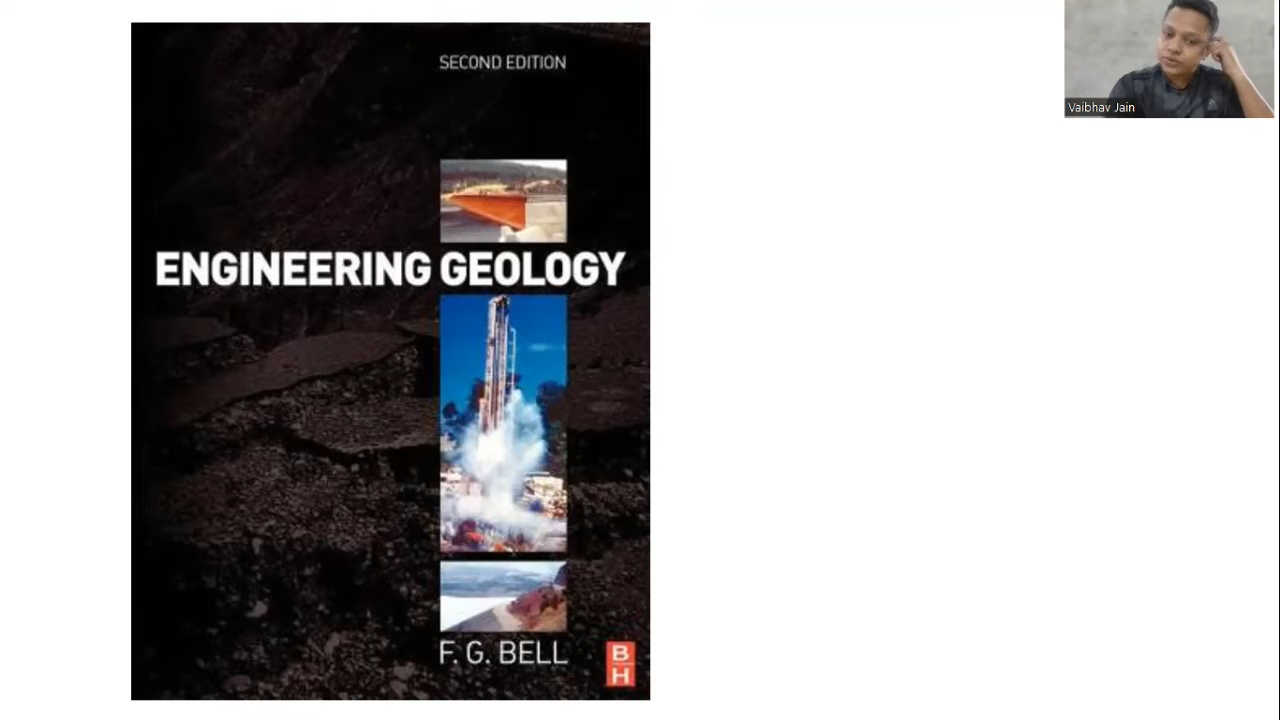 SECOND EDITION
ENGINEERING GEOLOGY
F. G. BELL
B
H
Vaibhav Jain